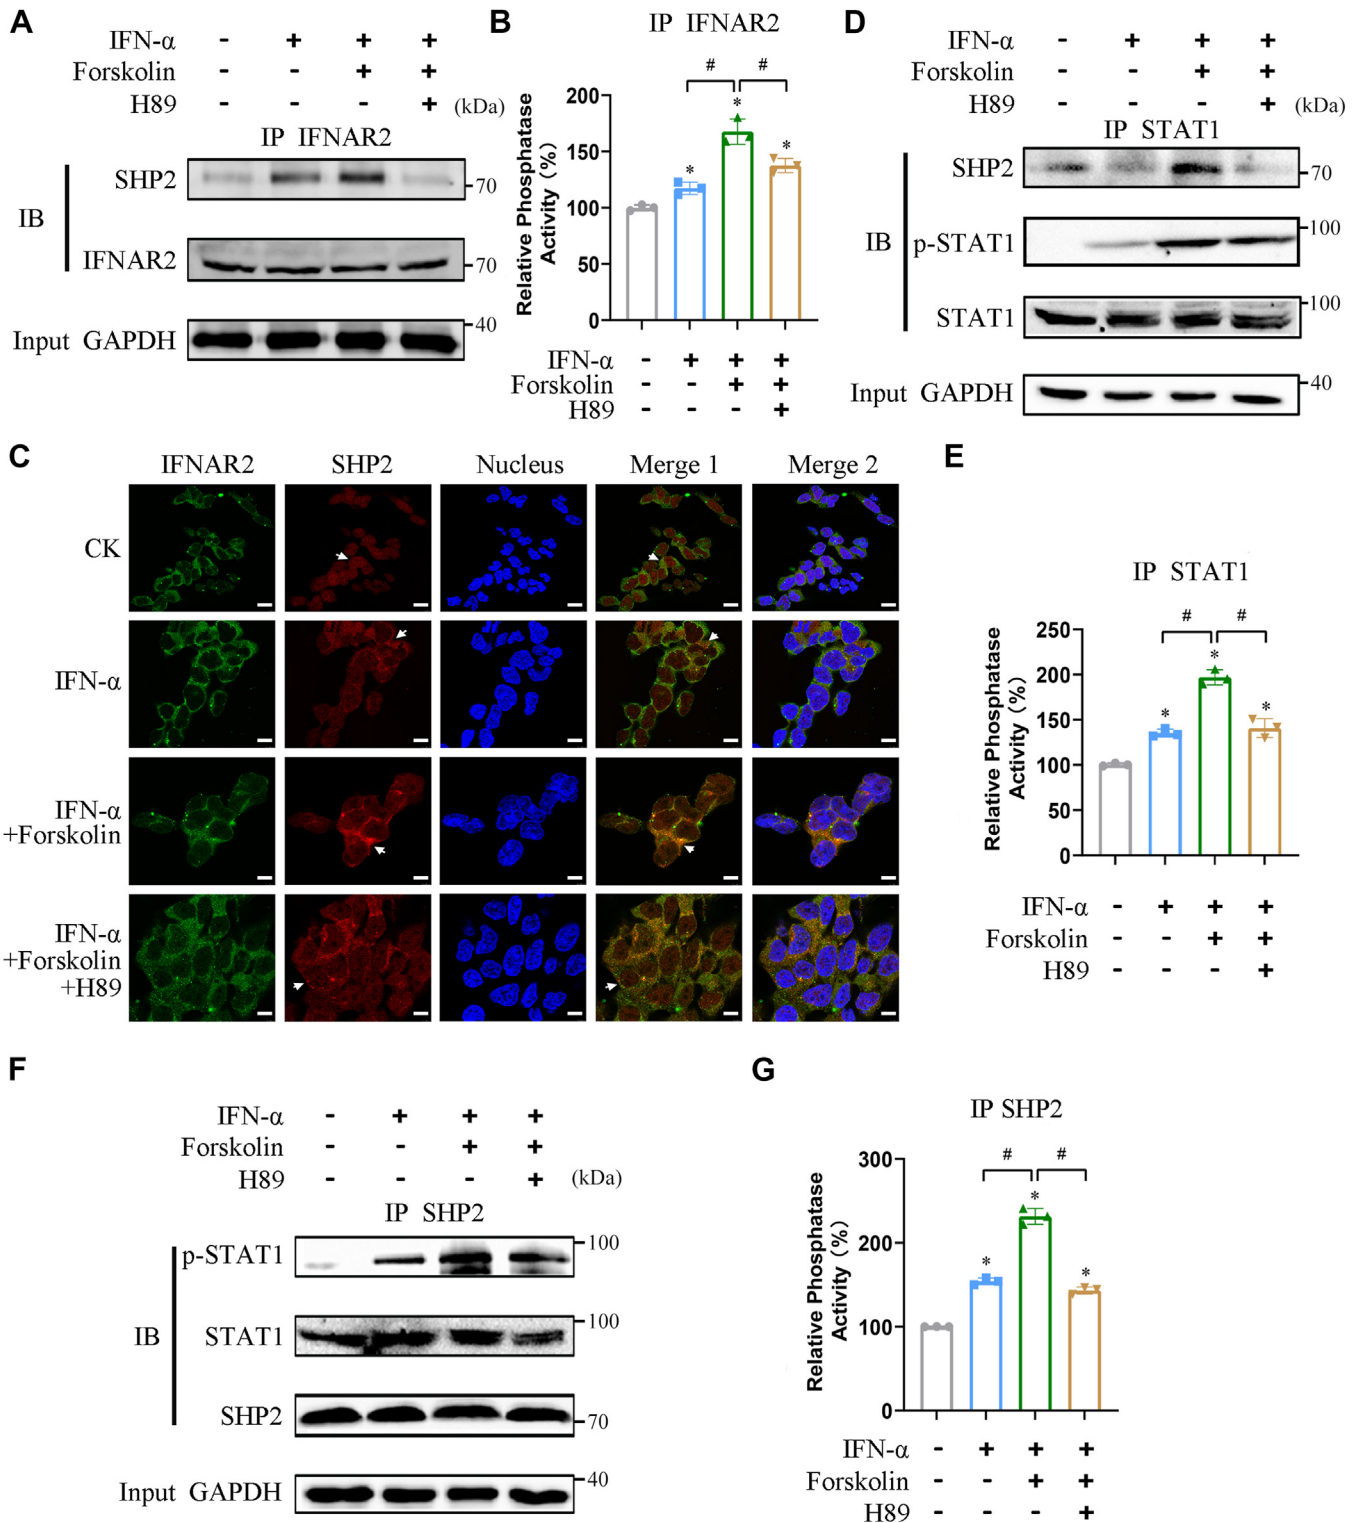 A
IFN-α - + + +
Forskolin - - + +
H89 - - - + (kDa)
IP IFNAR2
IB
SHP2 70
IFNAR2 70
Input GAPDH 40
B
IP IFNAR2
# #
* * *
Relative Phosphatase
Activity (%)
200
150
100
50
0
IFN-α - + + +
Forskolin - - + +
H89 - - - +
D
IFN-α - + + +
Forskolin - - + +
H89 - - - + (kDa)
IP STAT1
IB
SHP2 70
p-STAT1 100
STAT1 100
Input GAPDH 40
C
IFNAR2 SHP2 Nucleus Merge 1 Merge 2
CK
IFN-α
IFN-α
+Forskolin
IFN-α
+Forskolin
+H89
E
IP STAT1
# #
* * *
Relative Phosphatase
Activity (%)
250
200
150
100
50
0
IFN-α - + + +
Forskolin - - + +
H89 - - - +
F
IFN-α - + + +
Forskolin - - + +
H89 - - - + (kDa)
IP SHP2
IB
p-STAT1 100
STAT1 100
SHP2 70
Input GAPDH 40
G
IP SHP2
# #
* * *
Relative Phosphatase
Activity (%)
300
200
100
0
IFN-α - + + +
Forskolin - - + +
H89 - - - +